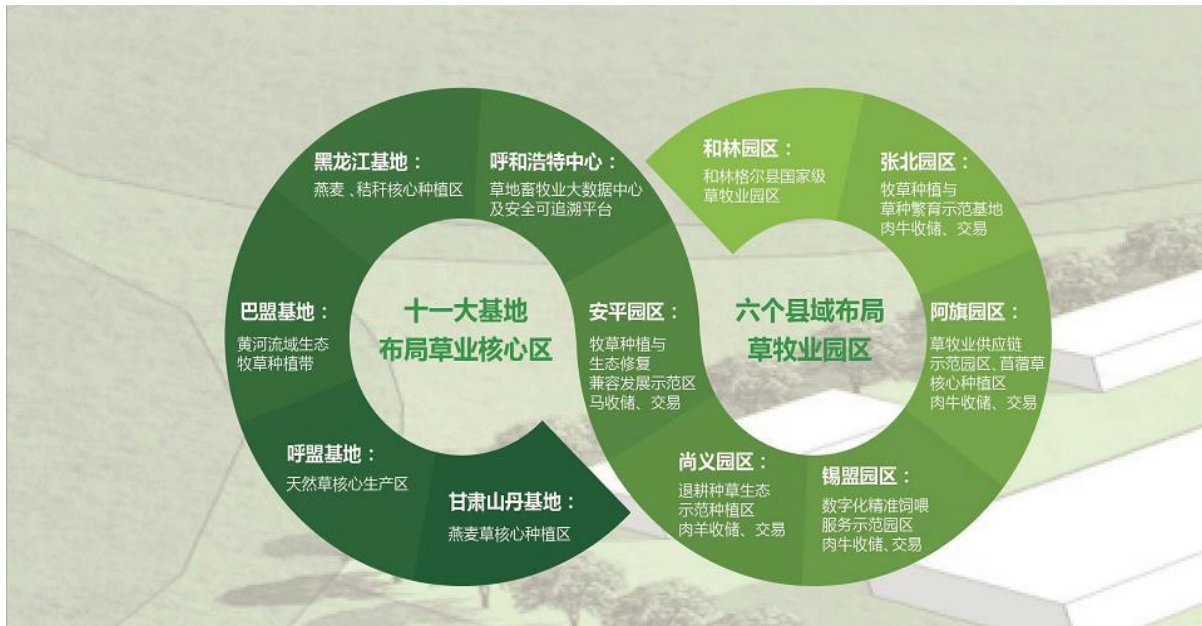 十一大基地
布局草业核心区
呼和浩特中心：
草地畜牧业大数据中心
及安全可追溯平台
黑龙江基地：
燕麦、秸秆核心种植区
巴盟基地：
黄河流域生态
牧草种植带
呼盟基地：
天然草核心生产区
甘肃山丹基地：
燕麦草核心种植区
六个县域布局
草牧业园区
和林园区：
和林格尔县国家级
草牧业园区
张北园区：
牧草种植与
草种繁育示范基地
肉牛收储、交易
阿旗园区：
草牧业供应链
示范园区、苜蓿草
核心种植区
肉牛收储、交易
锡盟园区：
数字化精准饲喂
服务示范园区
肉牛收储、交易
尚义园区：
退耕种草生态
示范种植区
肉羊收储、交易
安平园区：
牧草种植与
生态修复
兼容发展示范区
马收储、交易